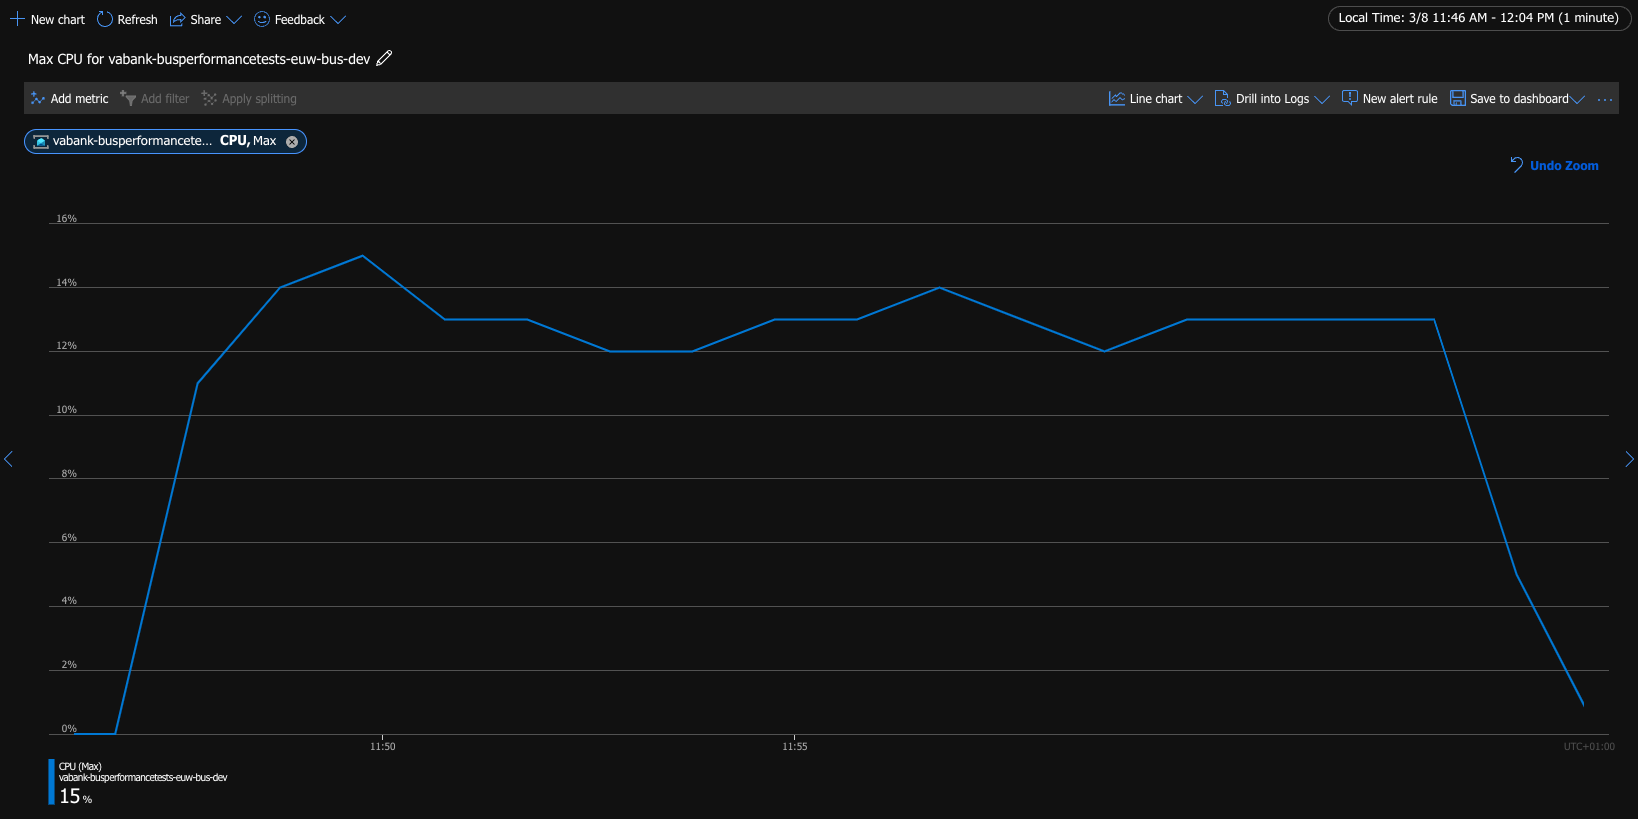 New chart Refresh Share Feedback Local Time: 3/8 11:46 AM - 12:04 PM (1 minute)
Max CPU for vabank-busperformancetests-euw-bus-dev
Add metric Add filter Apply splitting Line chart Drill into Logs New alert rule Save to dashboard ...
vabank-busperformancete... CPU, Max
Undo Zoom
16%
14%
12%
10%
8%
6%
4%
2%
0%
11:50 11:55 UTC+01:00
CPU (Max)
vabank-busperformancetests-euw-bus-dev
15 %